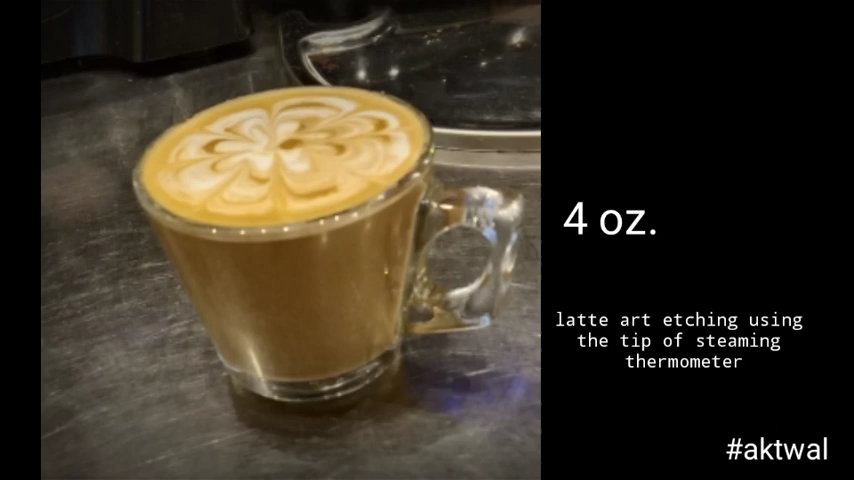 4 oz.
latte art etching using
the tip of steaming
thermometer
#aktwal